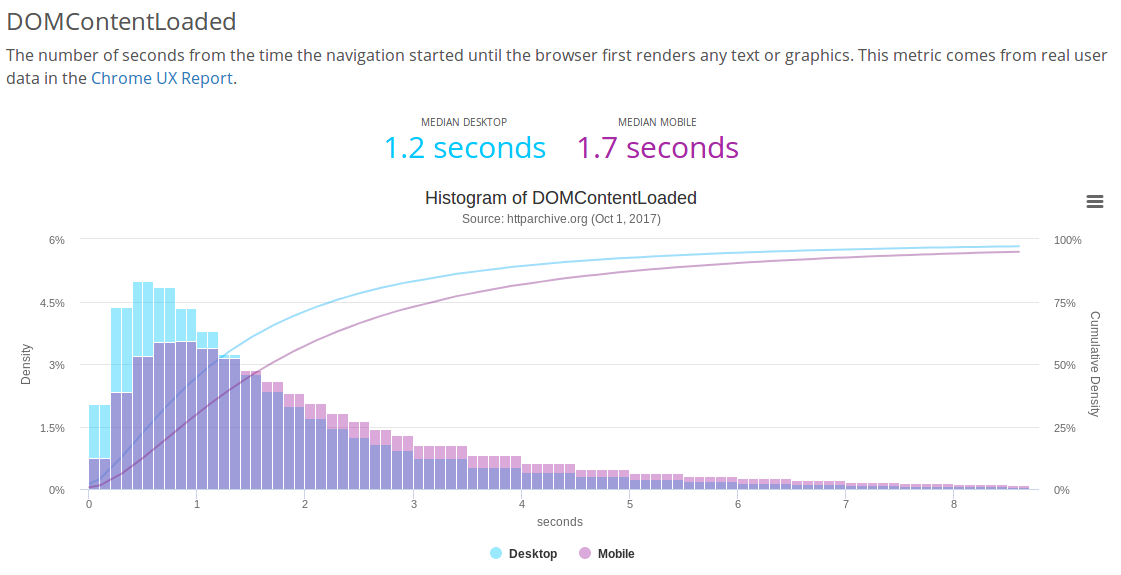 DOMContentLoaded
The number of seconds from the time the navigation started until the browser first renders any text or graphics. This metric comes from real user
data in the Chrome UX Report.
MEDIAN DESKTOP MEDIAN MOBILE
1.2 seconds 1.7 seconds
Histogram of DOMContentLoaded
Source: httparchive.org (Oct 1, 2017)
6% 100%
4.5% 75%
3% 50%
1.5% 25%
0% 0%
Density
Cumulative Density
0 1 2 3 4 5 6 7 8
seconds
Desktop Mobile